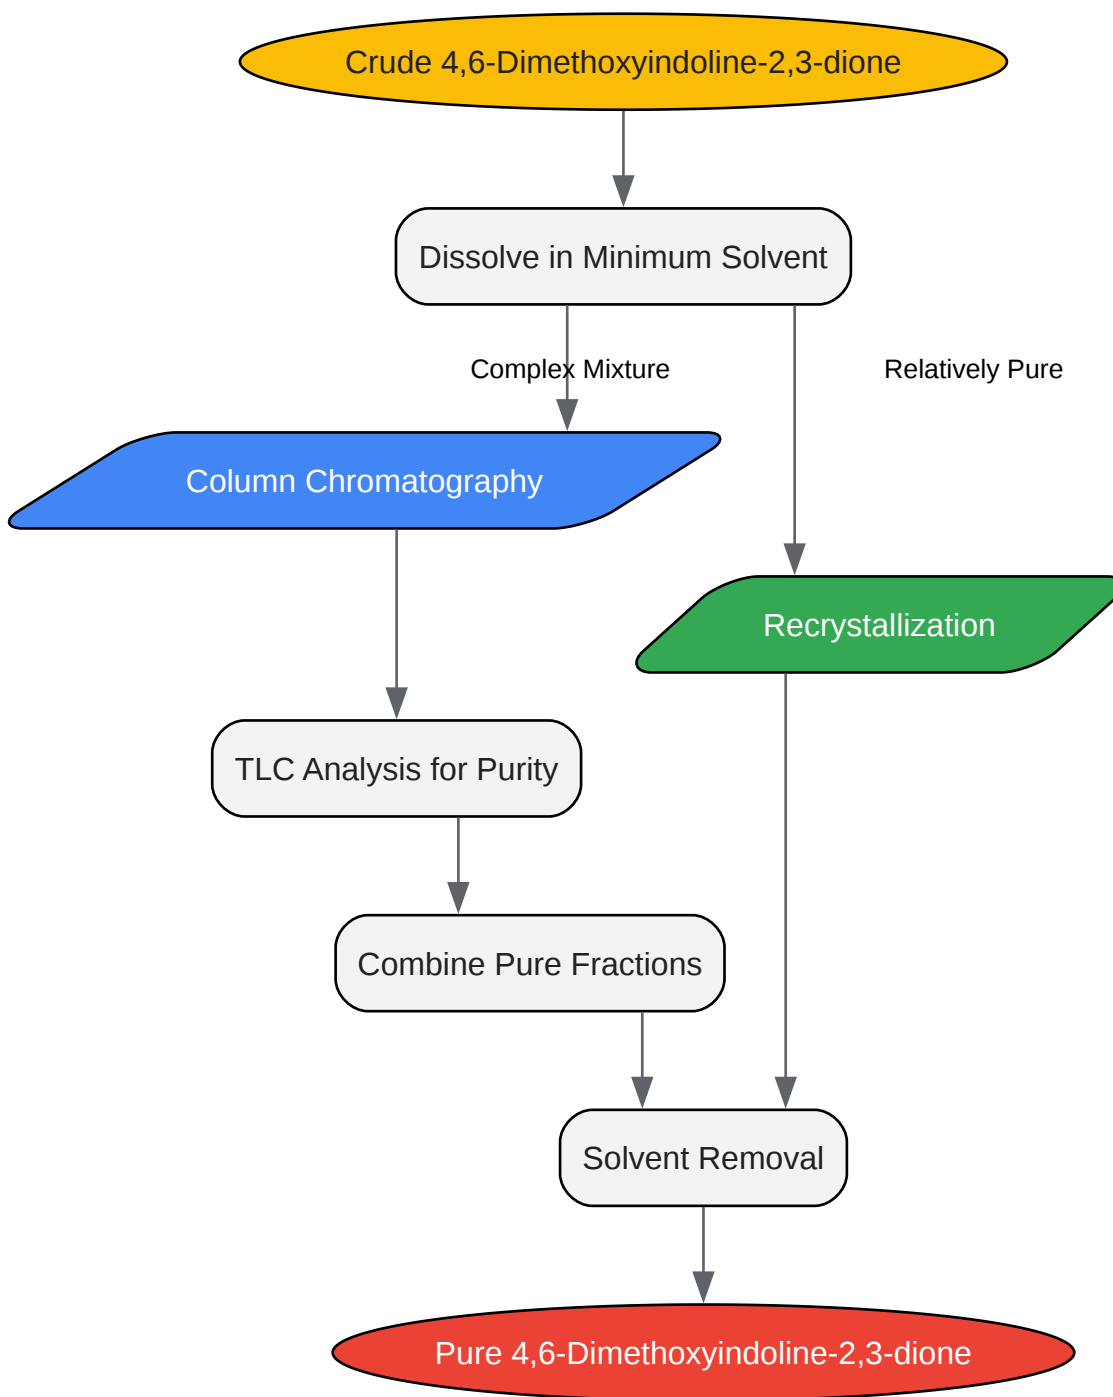 Crude 4,6-Dimethoxyindoline-2,3-dione
Dissolve in Minimum Solvent
Complex Mixture
Relatively Pure
Column Chromatography
Recrystallization
TLC Analysis for Purity
Combine Pure Fractions
Solvent Removal
Pure 4,6-Dimethoxyindoline-2,3-dione